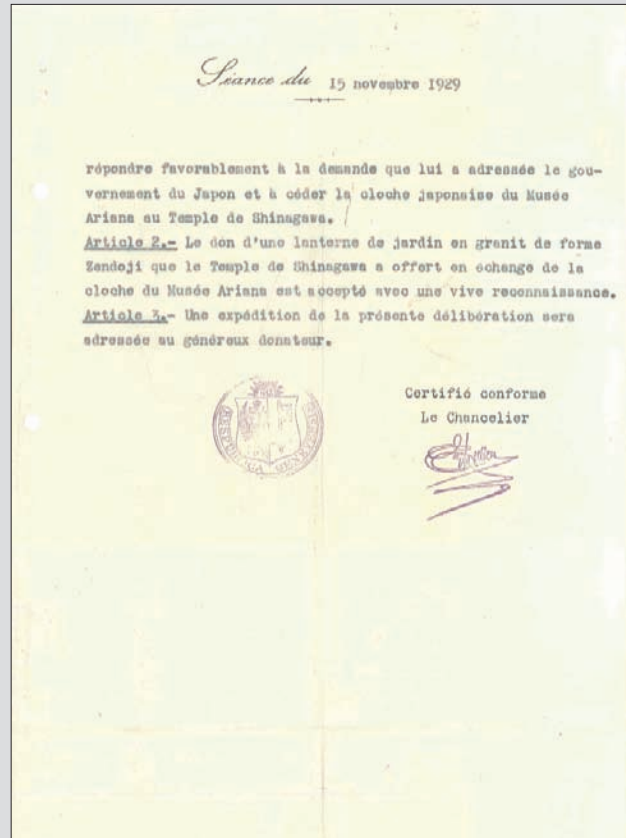 Séance du 15 novembre 1929
répondre favorablement à la demande que lui a adressée le gou-
vernement du Japon et à céder la cloche japonaise du Musée
Ariana au Temple de Shinagawa.
Article 2.- Le don d'une lanterne de jardin en granit de forme
Zendoji que le Temple de Shinagawa a offert en échange de la
cloche du Musée Ariana est accepté avec une vive reconnaissance.
Article 3.- Une expédition de la présente délibération sera
adressée au généreux donateur.
Certifié conforme
Le Chancelier